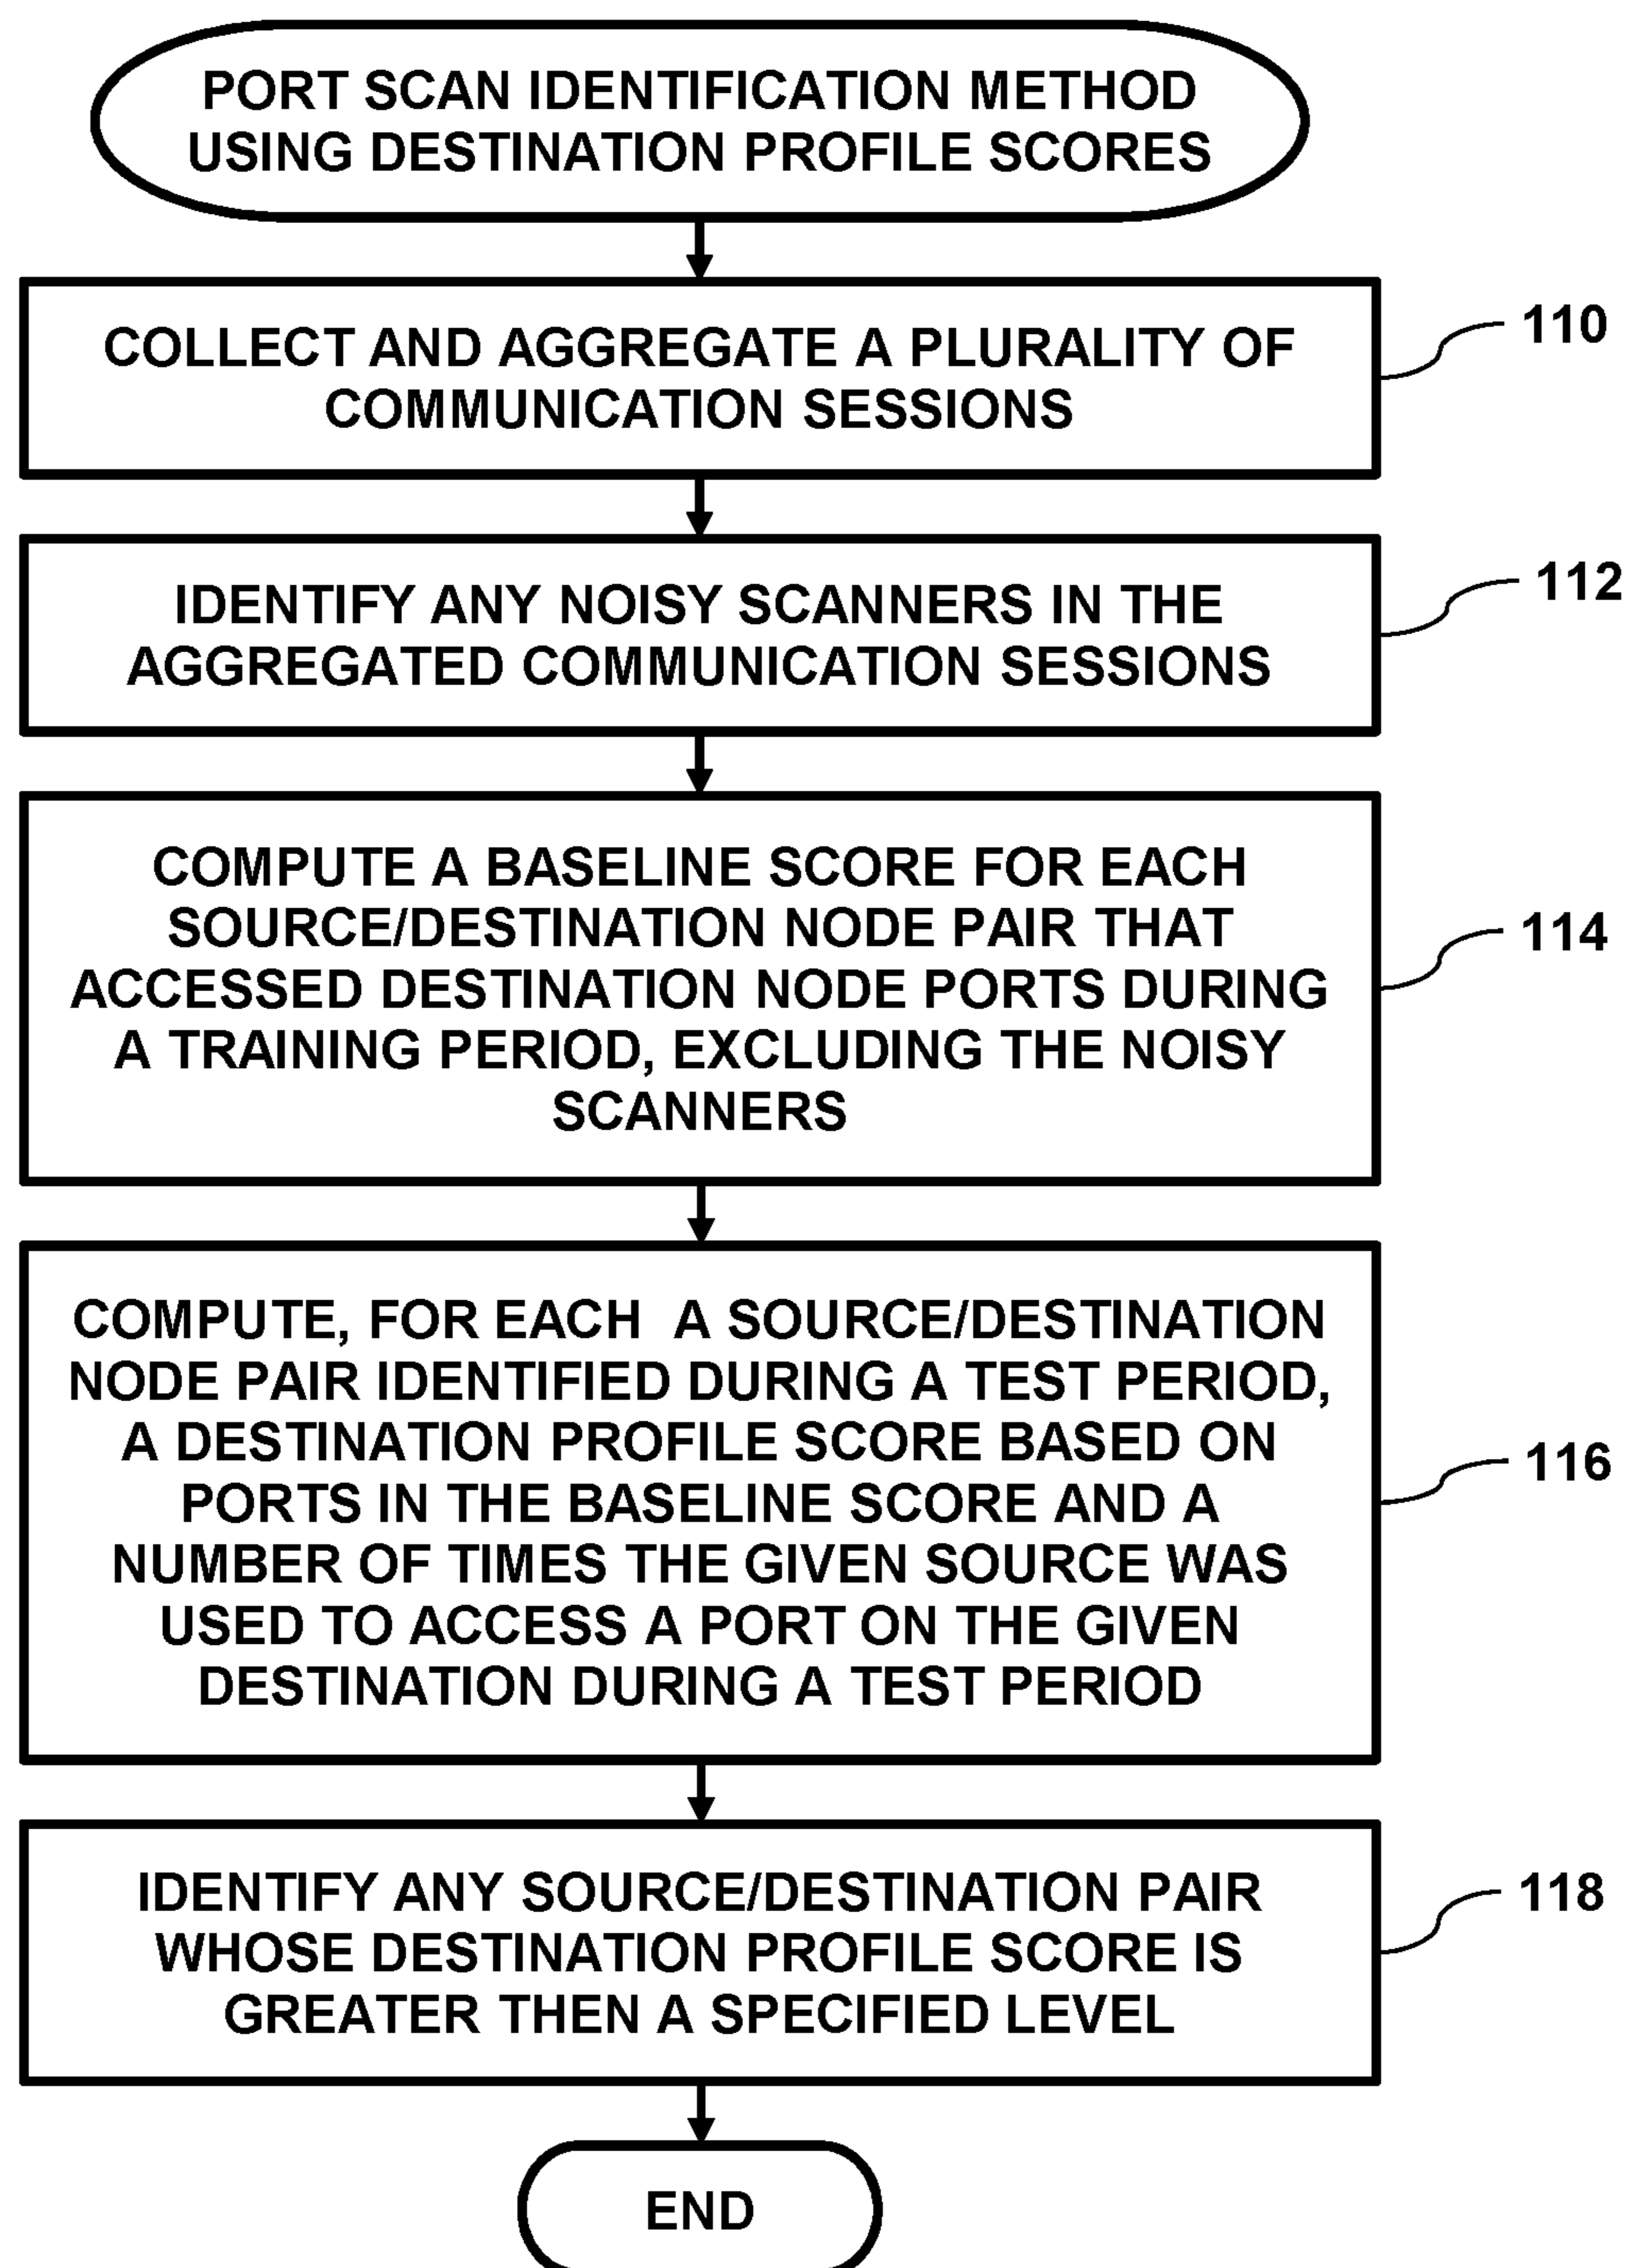 PORT SCAN IDENTIFICATION METHOD
USING DESTINATION PROFILE SCORES
COLLECT AND AGGREGATE A PLURALITY OF
COMMUNICATION SESSIONS
110
IDENTIFY ANY NOISY SCANNERS IN THE
AGGREGATED COMMUNICATION SESSIONS
112
COMPUTE A BASELINE SCORE FOR EACH
SOURCE/DESTINATION NODE PAIR THAT
ACCESSED DESTINATION NODE PORTS DURING
A TRAINING PERIOD, EXCLUDING THE NOISY
SCANNERS
114
COMPUTE, FOR EACH A SOURCE/DESTINATION
NODE PAIR IDENTIFIED DURING A TEST PERIOD,
A DESTINATION PROFILE SCORE BASED ON
PORTS IN THE BASELINE SCORE AND A
NUMBER OF TIMES THE GIVEN SOURCE WAS
USED TO ACCESS A PORT ON THE GIVEN
DESTINATION DURING A TEST PERIOD
116
IDENTIFY ANY SOURCE/DESTINATION PAIR
WHOSE DESTINATION PROFILE SCORE IS
GREATER THEN A SPECIFIED LEVEL
118
END